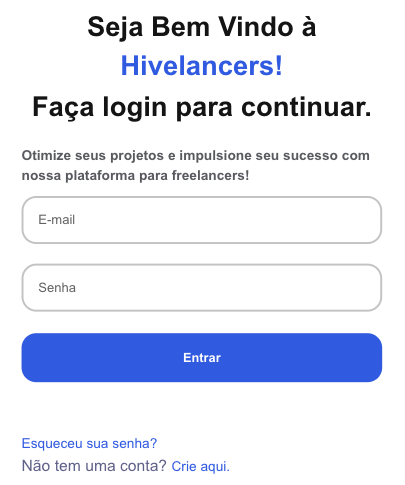 Seja Bem Vindo à
Hivelancers!
Faça login para continuar.
Otimize seus projetos e impulsione seu sucesso com
nossa plataforma para freelancers!
E-mail
Senha
Entrar
Esqueceu sua senha?
Não tem uma conta? Crie aqui.